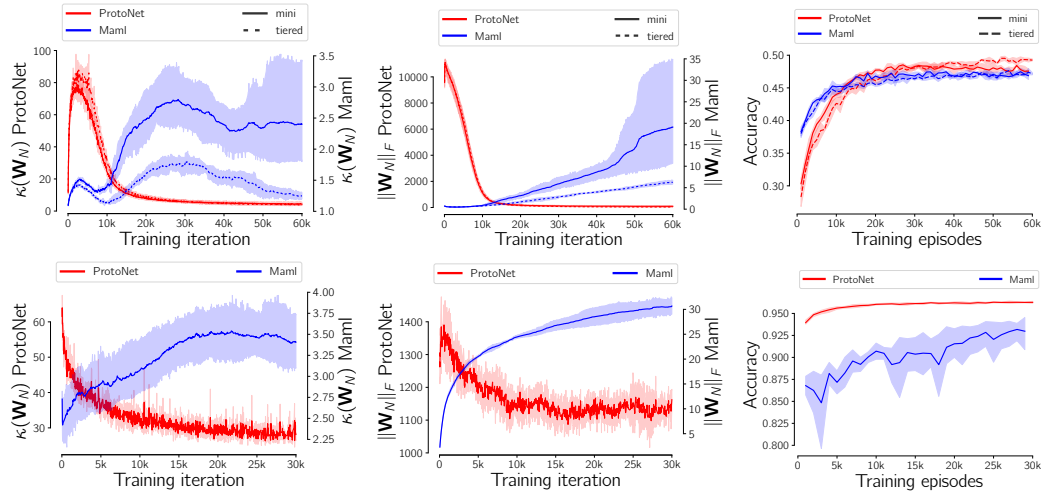 ProtoNet mini
Maml tiered
κ(W_N) ProtoNet
100
80
60
40
20
0
κ(W_N) Maml
3.5
3.0
2.5
2.0
1.5
1.0
0 10k 20k 30k 40k 50k 60k
Training iteration
ProtoNet mini
Maml tiered
||W_N||_F ProtoNet
10000
8000
6000
4000
2000
0
||W_N||_F Maml
35
30
25
20
15
10
5
0
0 10k 20k 30k 40k 50k 60k
Training iteration
ProtoNet mini
Maml tiered
Accuracy
0.50
0.45
0.40
0.35
0.30
0 10k 20k 30k 40k 50k 60k
Training episodes
ProtoNet Maml
κ(W_N) ProtoNet
60
50
40
30
κ(W_N) Maml
4.00
3.8
3.5
3.2
3.0
2.8
2.5
2.2
0 5k 10k 15k 20k 25k 30k
Training iteration
ProtoNet Maml
||W_N||_F ProtoNet
1400
1300
1200
1100
1000
||W_N||_F Maml
30
25
20
15
10
5
0 5k 10k 15k 20k 25k 30k
Training iteration
ProtoNet Maml
Accuracy
0.950
0.925
0.900
0.875
0.850
0.825
0.800
0 5k 10k 15k 20k 25k 30k
Training episodes